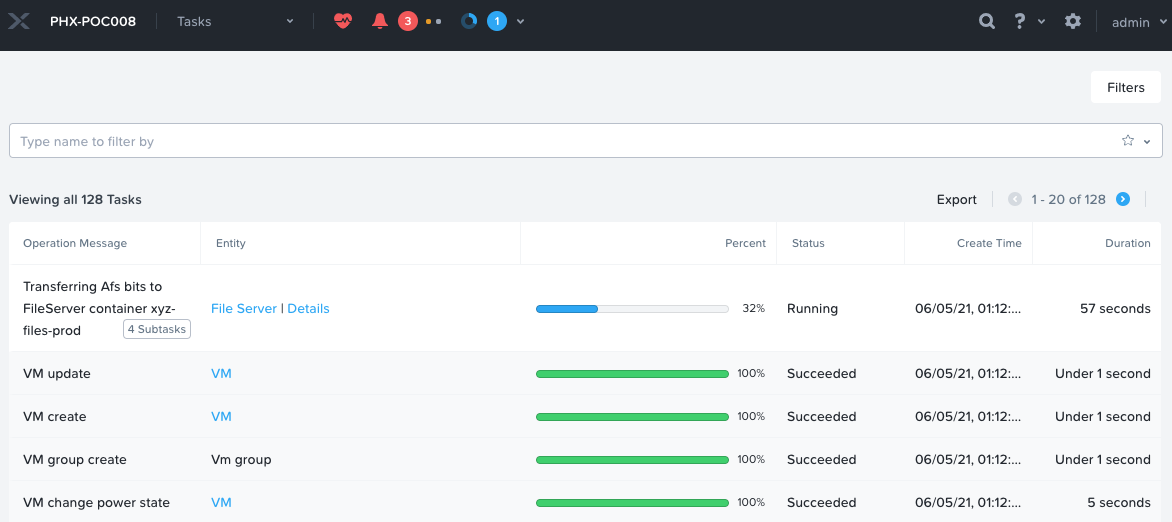 PHX-POC008 Tasks 3 1 ? admin
Filters
Type name to filter by
Viewing all 128 Tasks Export 1 - 20 of 128
Operation Message Entity Percent Status Create Time Duration
Transferring Afs bits to
FileServer container xyz-
files-prod 4 Subtasks
File Server | Details 32% Running 06/05/21, 01:12:... 57 seconds
VM update VM 100% Succeeded 06/05/21, 01:12:... Under 1 second
VM create VM 100% Succeeded 06/05/21, 01:12:... Under 1 second
VM group create Vm group 100% Succeeded 06/05/21, 01:12:... Under 1 second
VM change power state VM 100% Succeeded 06/05/21, 01:12:... 5 seconds